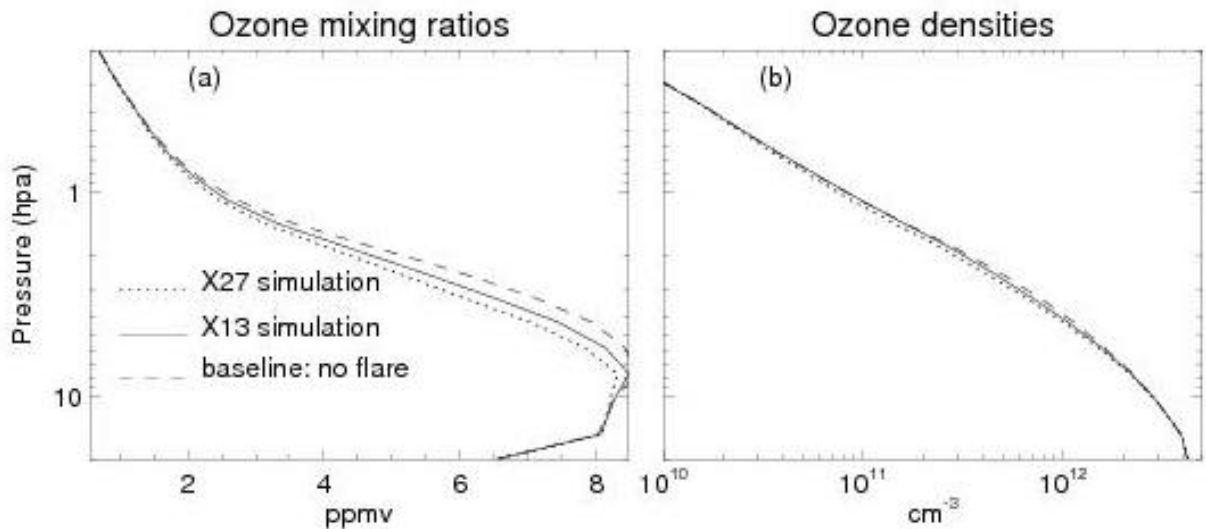 Ozone mixing ratios
Ozone densities
(a)
(b)
Pressure (hpa)
1
10
X27 simulation
X13 simulation
baseline: no flare
2
4
6
8
ppmv
10^10
10^11
10^12
cm^-3